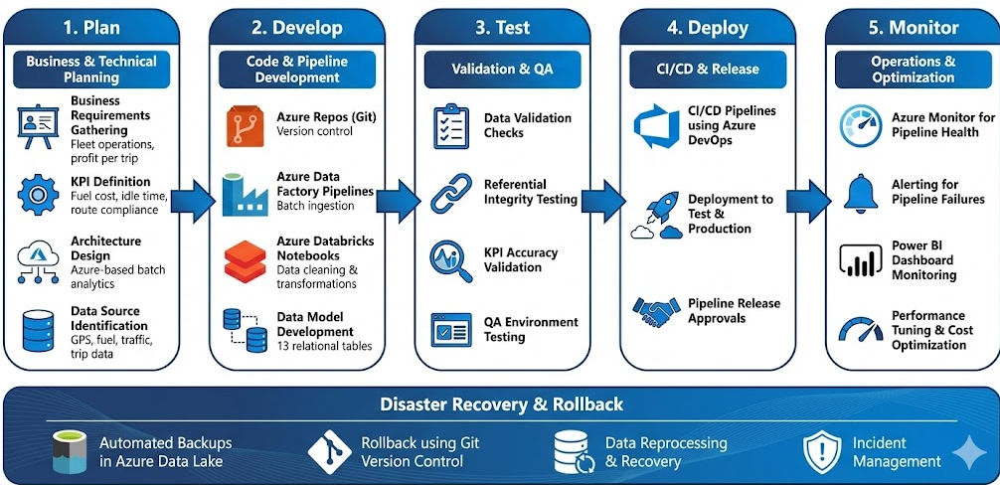 1. Plan
Business & Technical
Planning
Business
Requirements
Gathering
Fleet operations,
profit per trip
KPI Definition
Fuel cost, idle time,
route compliance
Architecture
Design
Azure-based batch
analytics
Data Source
Identification
GPS, fuel, traffic,
trip data
2. Develop
Code & Pipeline
Development
Azure Repos (Git)
Version control
Azure Data
Factory Pipelines
Batch ingestion
Azure Databricks
Notebooks
Data cleaning &
transformations
Data Model
Development
13 relational tables
3. Test
Validation & QA
Data Validation
Checks
Referential
Integrity Testing
KPI Accuracy
Validation
QA Environment
Testing
4. Deploy
CI/CD & Release
CI/CD Pipelines
using Azure
DevOps
Deployment to
Test &
Production
Pipeline Release
Approvals
5. Monitor
Operations &
Optimization
Azure Monitor for
Pipeline Health
Alerting for
Pipeline Failures
Power BI
Dashboard
Monitoring
Performance
Tuning & Cost
Optimization
Disaster Recovery & Rollback
Automated Backups
in Azure Data Lake
Rollback using Git
Version Control
Data Reprocessing
& Recovery
Incident
Management